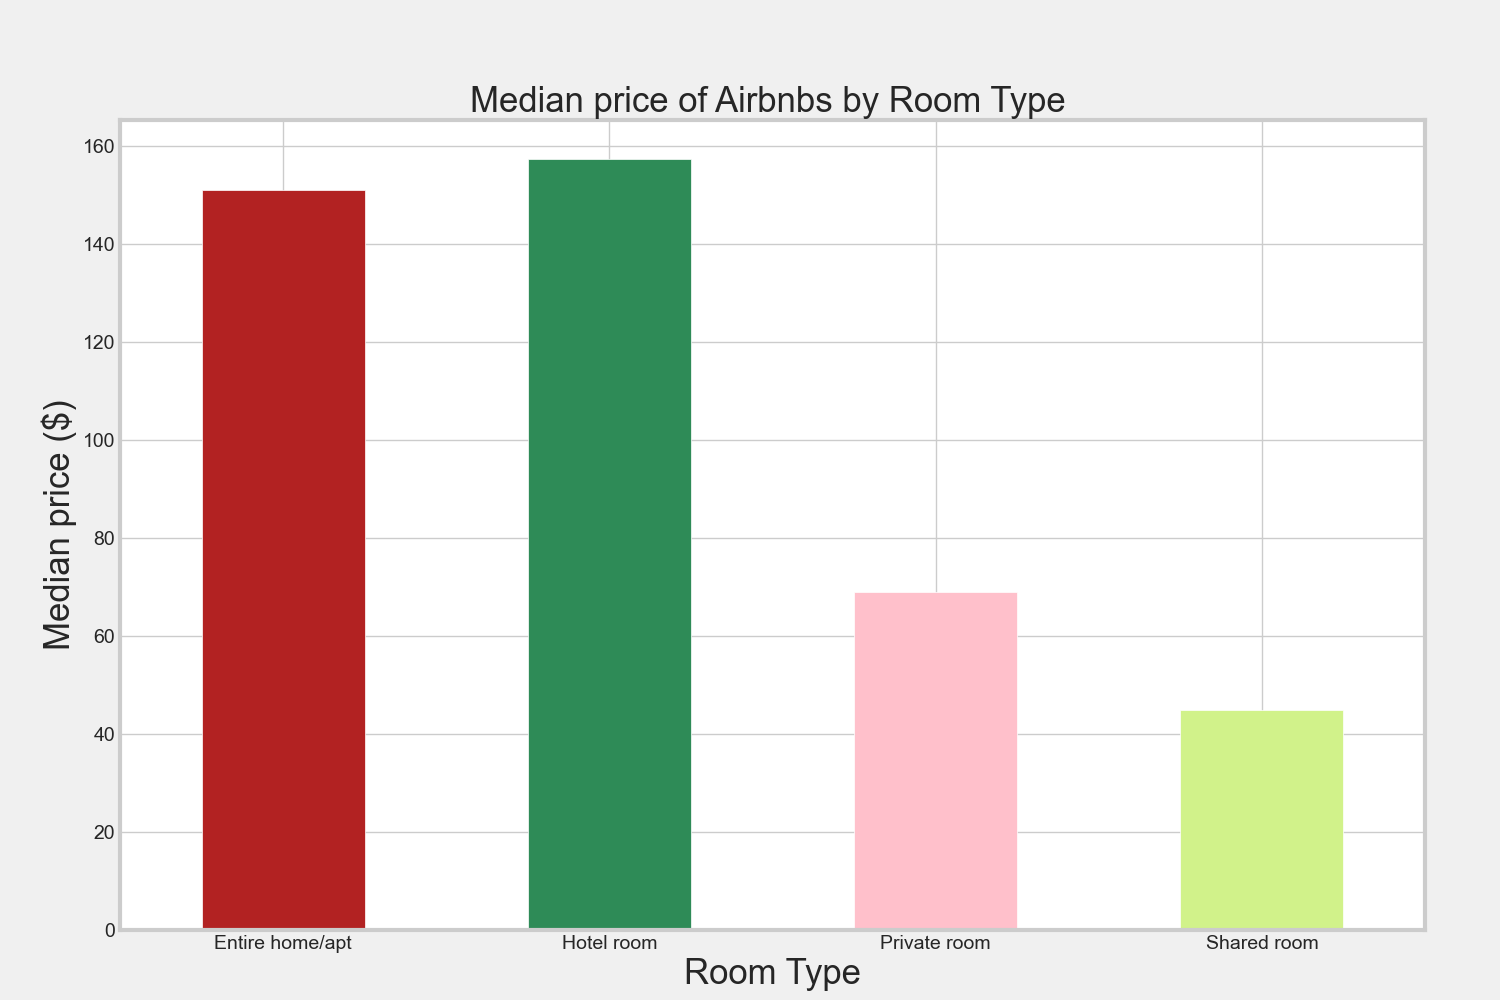 Median price of Airbnbs by Room Type
160
140
120
100
80
60
40
20
0
Median price ($)
Entire home/apt
Hotel room
Private room
Shared room
Room Type